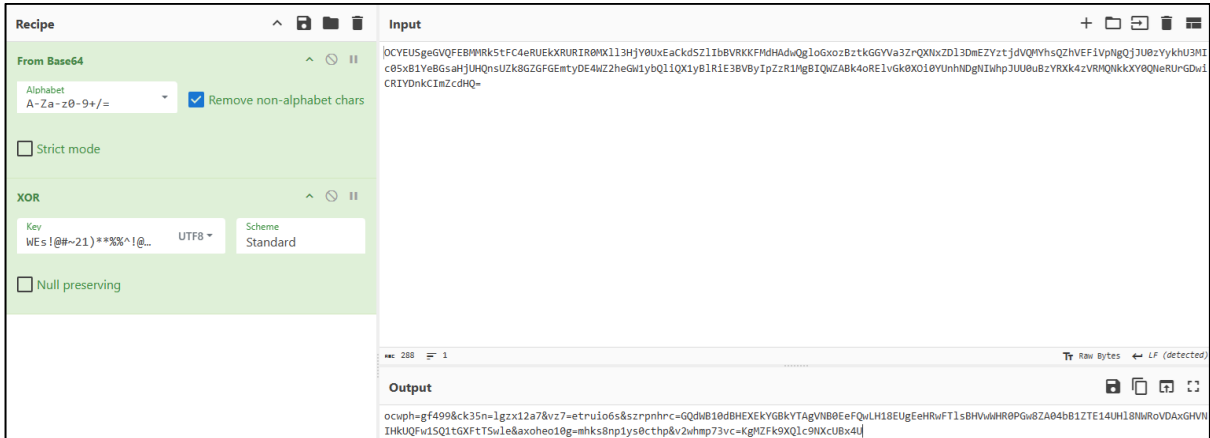 Recipe
From Base64
Alphabet
A-Za-z0-9+/=
Remove non-alphabet chars
Strict mode
XOR
Key
WEs!@#~21)**%%^!@…
UTF8
Scheme
Standard
Null preserving
Input
OCYEUSgeGVQFEBMMRk5tFC4eRUEkXRURIR0MXll3HjY0UxEaCkdSZlIbBVRKKFMdHAdwQgloGxozBztkGGYVa3ZrQXNxZDl3DmEZYztjdVQMYhsQZhVEFiVpNgQjJU0zYykhU3MI
c05xB1YeBGsaHjUHQnsUZk8GZGFGEmtyDE4WZ2heGW1ybQliQX1yBlRiE3BVByIpZzR1MgBIQWZABk4oRElvGk0XOi0YUnhNDgNIWhpJUU0uBzYRXk4zVRMQNkkXY0QNeRUrGDwi
CRIYDnkCImZcdHQ=
ABC 288
1
Tr Raw Bytes
LF (detected)
Output
ocwph=gf499&ck35n=lgzx12a7&vz7=etruio6s&szrpnhrc=GQdWB10dBHEXEkYGBkYTAgVNB0EeFQwLH18EUgEeHRwFTlsBHVwWHR0PGw8ZA04bB1ZTE14UHl8NWRoVDAxGHVN
IHkUQFw1SQ1tGXFtTSwle&axoheo10g=mhks8np1ys0cthp&v2whmp73vc=KgMZFk9XQlc9NXcUBx4U